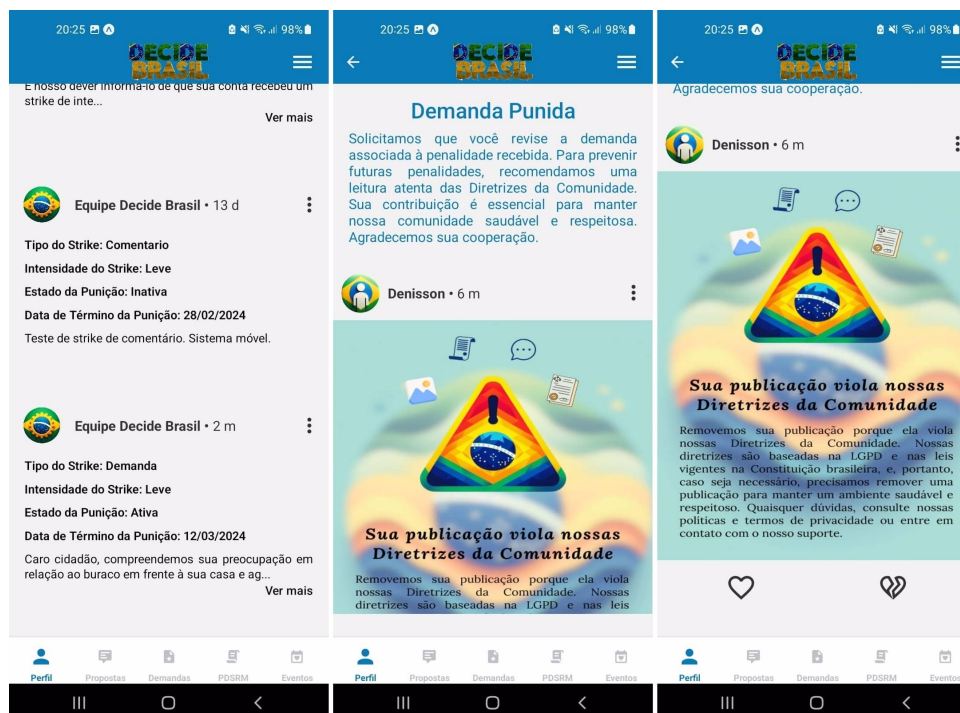 20:25
98%
DECIDE
BRASIL
É nosso dever informá-lo de que sua conta recebeu um
strike de inte...
Ver mais
Equipe Decide Brasil • 13 d
Tipo do Strike: Comentario
Intensidade do Strike: Leve
Estado da Punição: Inativa
Data de Término da Punição: 28/02/2024
Teste de strike de comentário. Sistema móvel.
Equipe Decide Brasil • 2 m
Tipo do Strike: Demanda
Intensidade do Strike: Leve
Estado da Punição: Ativa
Data de Término da Punição: 12/03/2024
Caro cidadão, compreendemos sua preocupação em
relação ao buraco em frente à sua casa e ag...
Ver mais
Perfil
Propostas
Demandas
PDSRM
Eventos
20:25
98%
DECIDE
BRASIL
Demanda Punida
Solicitamos que você revise a demanda
associada à penalidade recebida. Para prevenir
futuras penalidades, recomendamos uma
leitura atenta das Diretrizes da Comunidade.
Sua contribuição é essencial para manter
nossa comunidade saudável e respeitosa.
Agradecemos sua cooperação.
Denisson • 6 m
Sua publicação viola nossas
Diretrizes da Comunidade
Removemos sua publicação porque ela viola
nossas Diretrizes da Comunidade. Nossas
diretrizes são baseadas na LGPD e nas leis
Perfil
Propostas
Demandas
PDSRM
Eventos
20:25
98%
DECIDE
BRASIL
Agradecemos sua cooperação.
Denisson • 6 m
Sua publicação viola nossas
Diretrizes da Comunidade
Removemos sua publicação porque ela viola
nossas Diretrizes da Comunidade. Nossas
diretrizes são baseadas na LGPD e nas leis
vigentes na Constituição brasileira, e, portanto,
caso seja necessário, precisamos remover uma
publicação para manter um ambiente saudável e
respeitoso. Quaisquer dúvidas, consulte nossas
politicas e termos de privacidade ou entre em
contato com o nosso suporte.
Perfil
Propostas
Demandas
PDSRM
Eventos